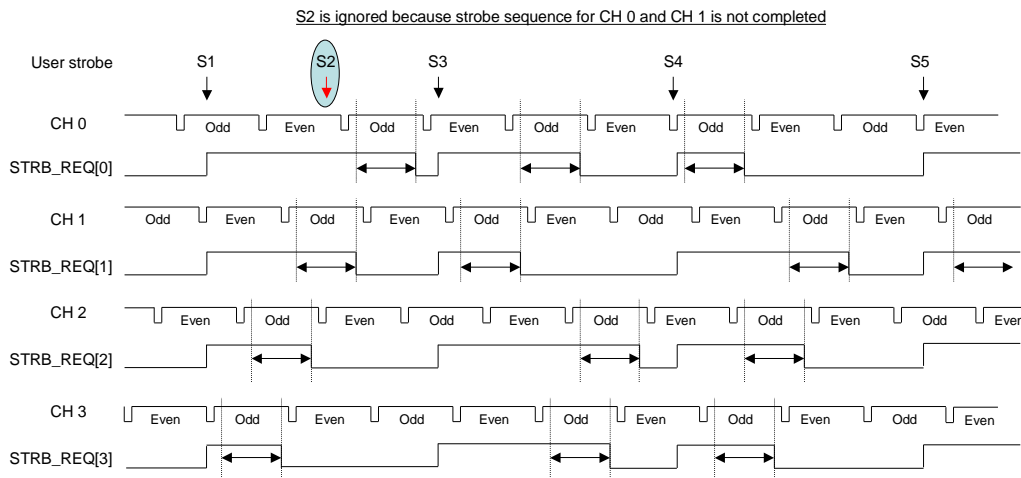 S2 is ignored because strobe sequence for CH 0 and CH 1 is not completed
User strobe S1 S2 S3 S4 S5
CH 0 Odd Even Odd Even Odd Even Odd Even Odd Even
STRB_REQ[0]
CH 1 Odd Even Odd Even Odd Even Odd Even Odd Even Odd
STRB_REQ[1]
CH 2 Even Odd Even Odd Even Odd Even Odd Even Odd Even
STRB_REQ[2]
CH 3 Even Odd Even Odd Even Odd Even Odd Even Odd Even
STRB_REQ[3]